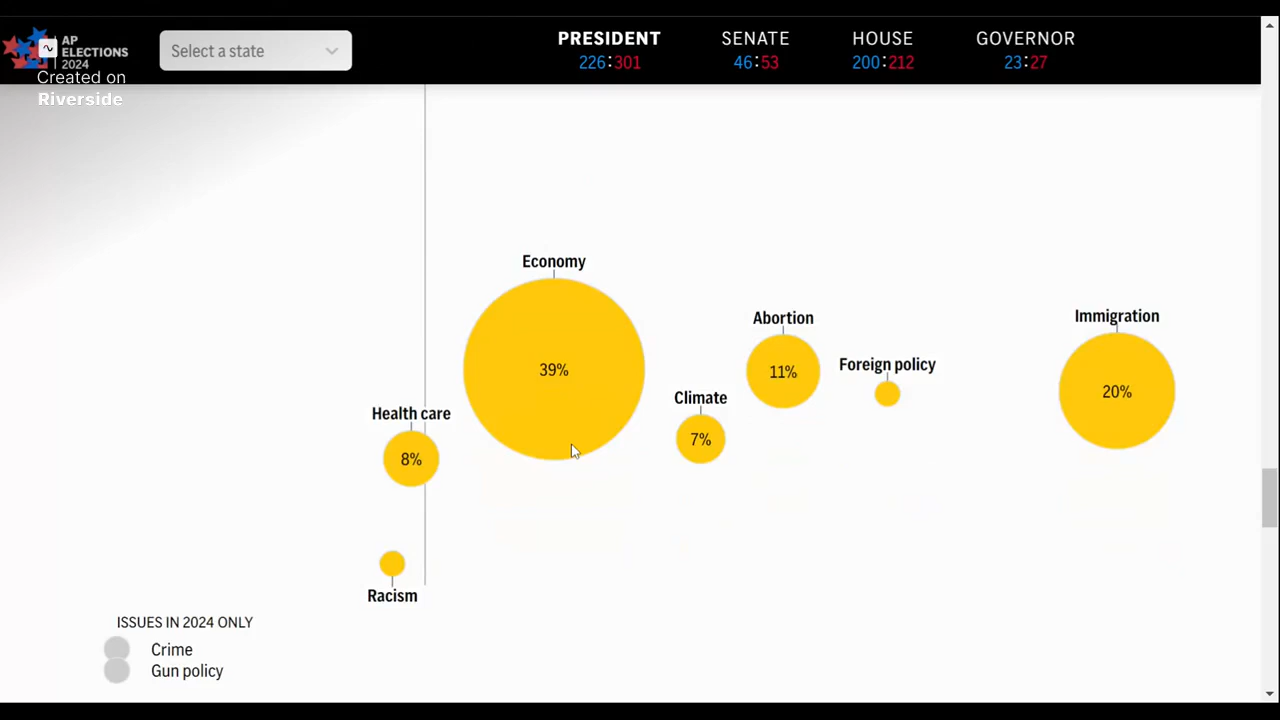 AP
ELECTIONS
2024
Created on
Riverside
Select a state
PRESIDENT
226:301
SENATE
46:53
HOUSE
200:212
GOVERNOR
23:27
Economy
39%
Abortion
11%
Immigration
20%
Foreign policy
Climate
7%
Health care
8%
Racism
ISSUES IN 2024 ONLY
Crime
Gun policy